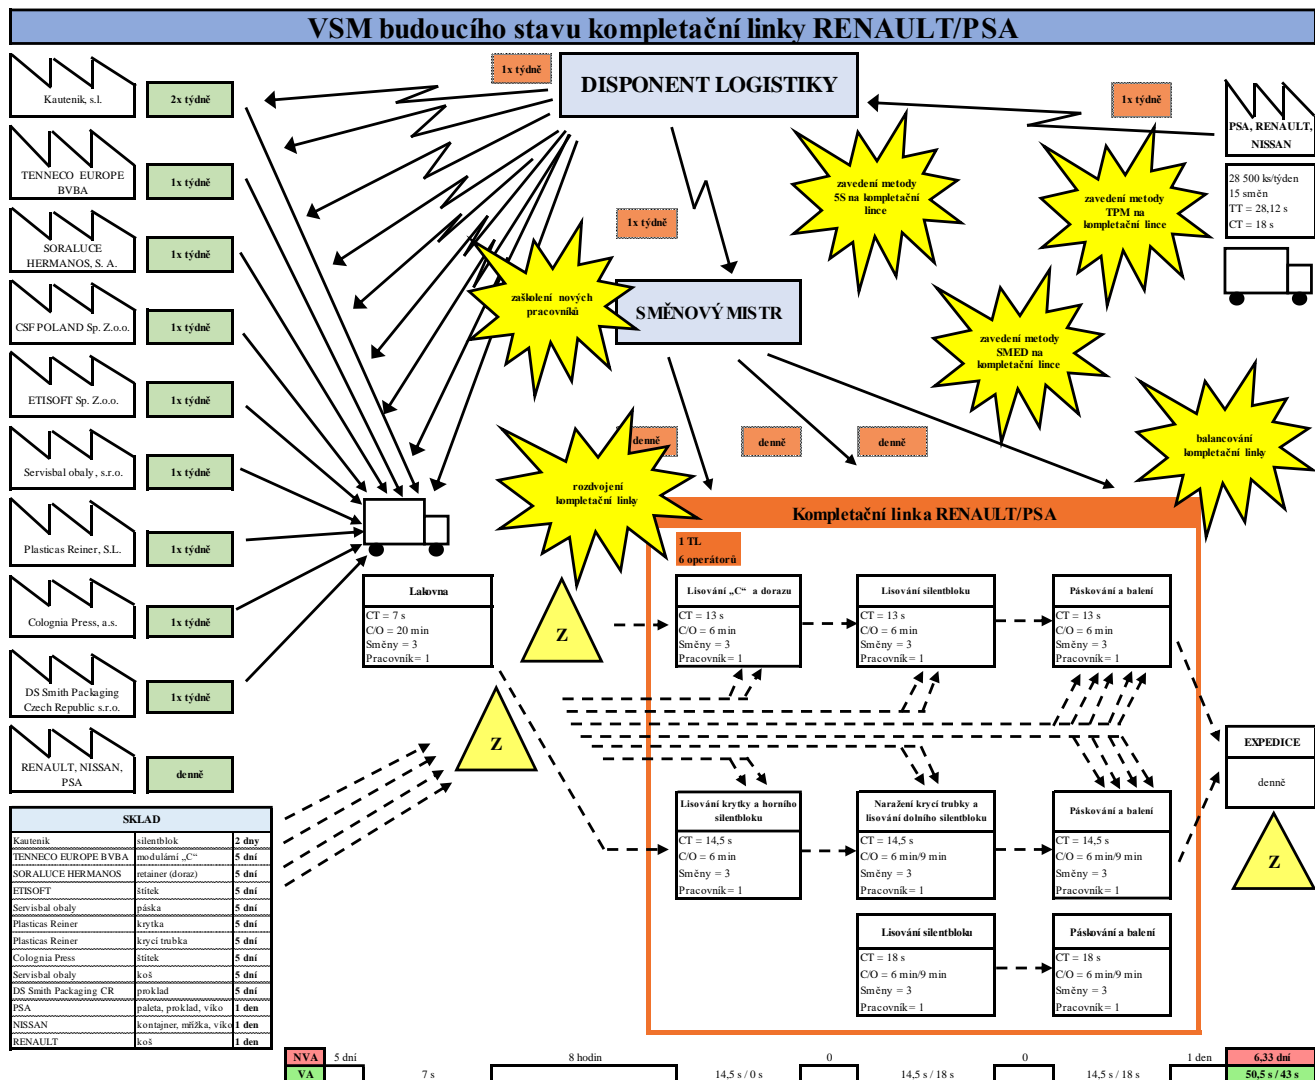 VSM budoucího stavu kompletační linky RENAULT/PSA
Kautenik, s.l.
2x týdně
1x týdně
DISPONENT LOGISTIKY
1x týdně
PSA, RENAULT,
NISSAN
28 500 ks/týden
15 směn
TT = 28,12 s
CT = 18 s
TENNECO EUROPE
BVBA
1x týdně
zavedení metody
5S na kompletační
lince
zavedení metody
TPM na
kompletační lince
SORALUCE
HERMANOS, S. A.
1x týdně
1x týdně
CSF POLAND Sp. Z.o.o.
1x týdně
zaškolení nových
pracovníků
SMĚNOVÝ MISTR
zavedení metody
SMED na
kompletační lince
ETISOFT Sp. Z.o.o.
1x týdně
Servisbal obaly, s.r.o.
1x týdně
denně
denně
denně
balancování
kompletační linky
rozdvojení
kompletační linky
Plasticas Reiner, S.L.
1x týdně
Kompletační linka RENAULT/PSA
1 TL
6 operátorů
Colognia Press, a.s.
1x týdně
Lakovna
CT = 7 s
C/O = 20 min
Směny = 3
Pracovník = 1
Z
Lisování „C“ a dorazu
CT = 13 s
C/O = 6 min
Směny = 3
Pracovník = 1
Lisování silentbloku
CT = 13 s
C/O = 6 min
Směny = 3
Pracovník = 1
Páskování a balení
CT = 13 s
C/O = 6 min
Směny = 3
Pracovník = 1
DS Smith Packaging
Czech Republic s.r.o.
1x týdně
Z
RENAULT, NISSAN,
PSA
denně
EXPEDICE
denně
Z
Lisování krytky a horního
silentbloku
CT = 14,5 s
C/O = 6 min
Směny = 3
Pracovník = 1
Naražení krycí trubky a
lisování dolního silentbloku
CT = 14,5 s
C/O = 6 min/9 min
Směny = 3
Pracovník = 1
Páskování a balení
CT = 14,5 s
C/O = 6 min/9 min
Směny = 3
Pracovník = 1
Lisování silentbloku
CT = 18 s
C/O = 6 min/9 min
Směny = 3
Pracovník = 1
Páskování a balení
CT = 18 s
C/O = 6 min/9 min
Směny = 3
Pracovník = 1
SKLAD
Kautenik silentblok 2 dny
TENNECO EUROPE BVBA modulární „C“ 5 dní
SORALUCE HERMANOS retainer (doraz) 5 dní
ETISOFT štítek 5 dní
Servisbal obaly páska 5 dní
Plasticas Reiner krytka 5 dní
Plasticas Reiner krycí trubka 5 dní
Colognia Press štítek 5 dní
Servisbal obaly koš 5 dní
DS Smith Packaging CR proklad 5 dní
PSA paleta, proklad, víko 1 den
NISSAN kontajner, mřížka, víko 1 den
RENAULT koš 1 den
NVA 5 dní 8 hodin 0 0 1 den 6,33 dní
VA 7 s 14,5 s / 0 s 14,5 s / 18 s 14,5 s / 18 s 50,5 s / 43 s